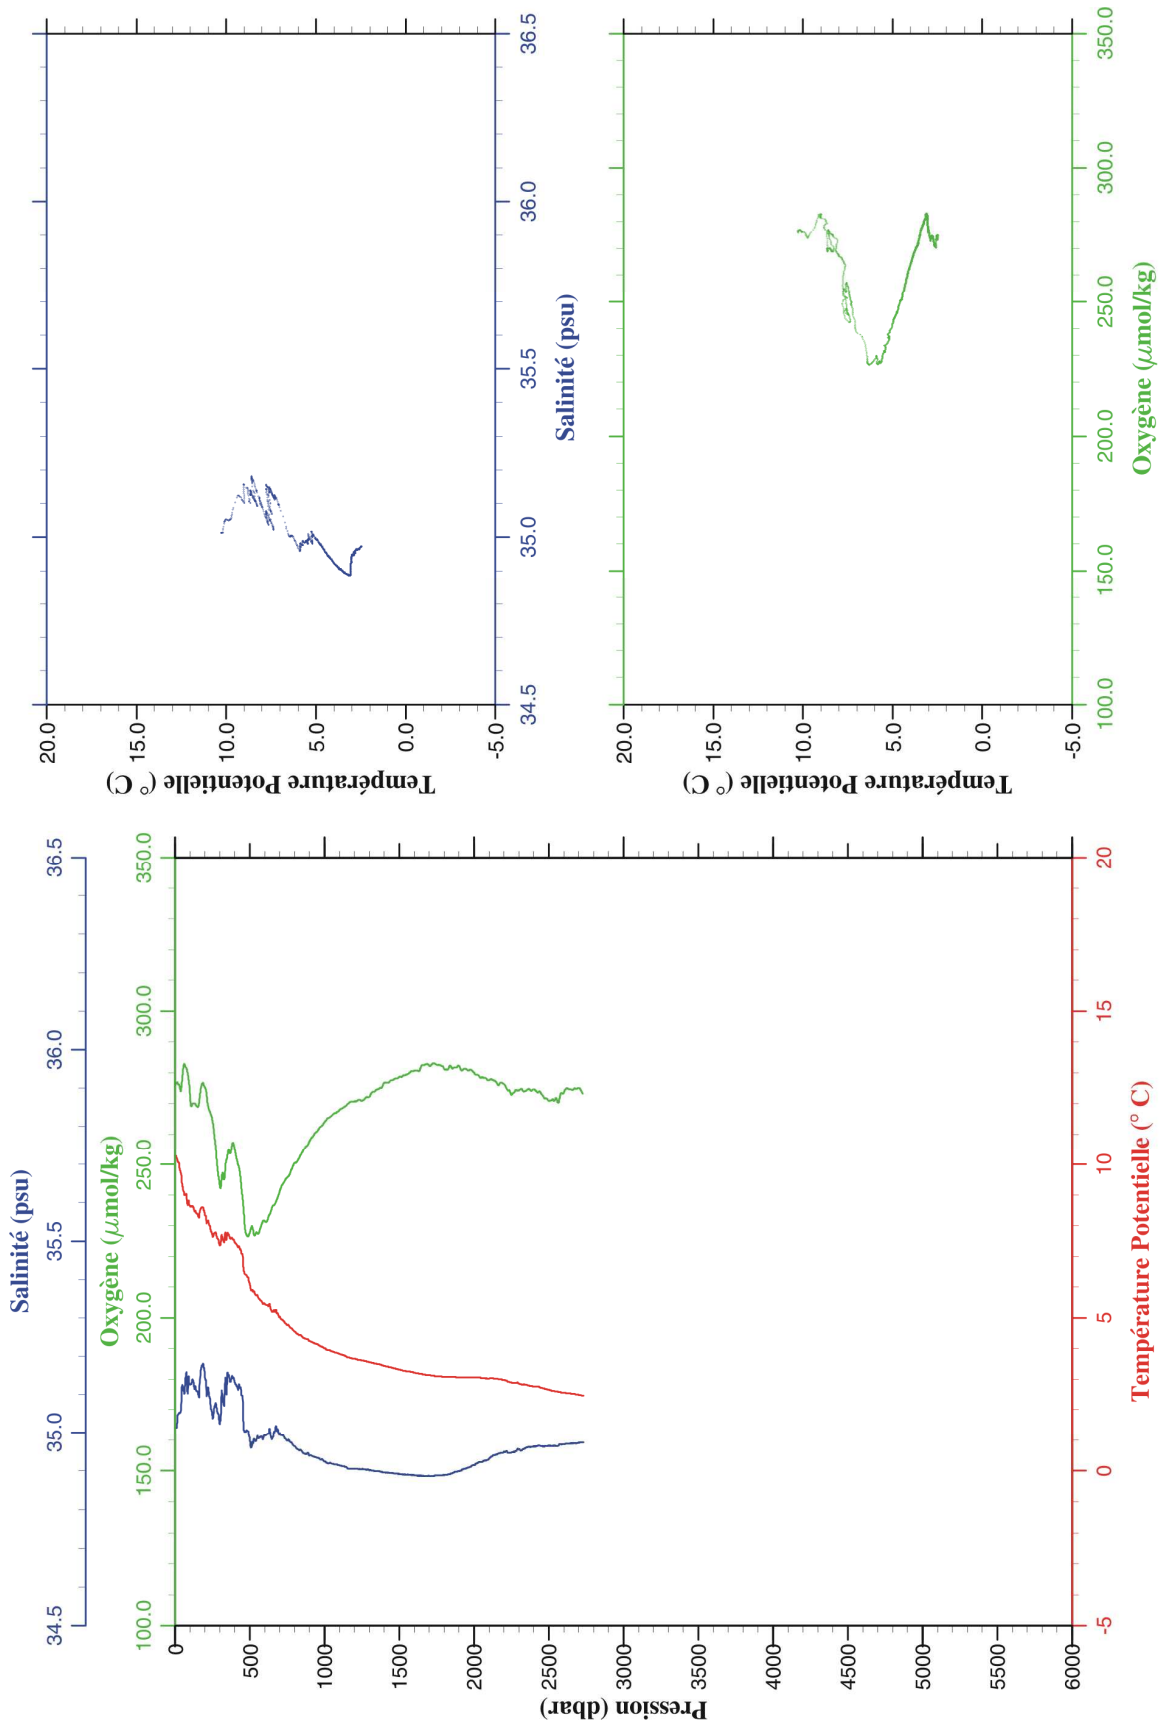 Salinité (psu)
34.5 35.0 35.5 36.0 36.5
Oxygène (μmol/kg)
100.0 150.0 200.0 250.0 300.0 350.0
Pression (dbar)
0
500
1000
1500
2000
2500
3000
3500
4000
4500
5000
5500
6000
-5 0 5 10 15 20
Température Potentielle (° C)
Température Potentielle (° C)
20.0
15.0
10.0
5.0
0.0
-5.0
34.5 35.0 35.5 36.0 36.5
Salinité (psu)
Température Potentielle (° C)
20.0
15.0
10.0
5.0
0.0
-5.0
100.0 150.0 200.0 250.0 300.0 350.0
Oxygène (μmol/kg)